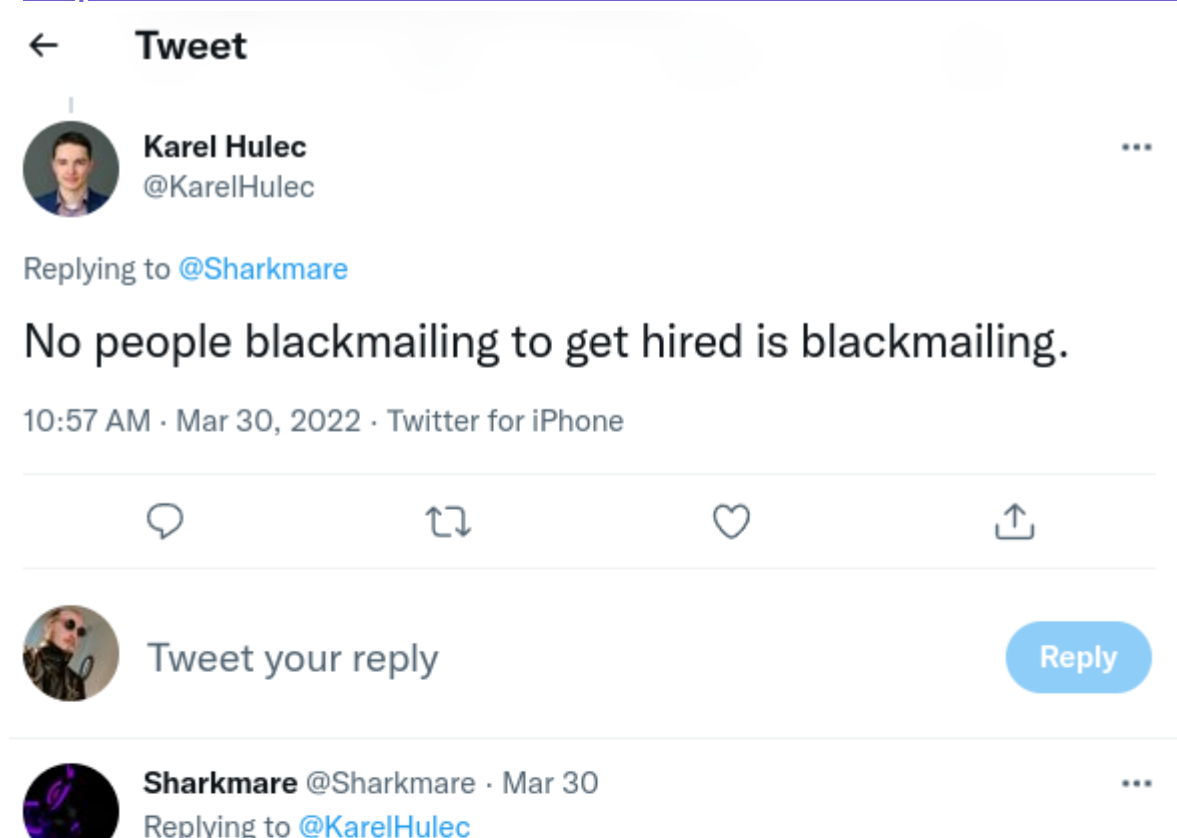 Tweet
Karel Hulec
@KarelHulec
Replying to @Sharkmare
No people blackmailing to get hired is blackmailing.
10:57 AM · Mar 30, 2022 · Twitter for iPhone
Tweet your reply
Reply
Sharkmare @Sharkmare · Mar 30
Replying to @KarelHulec